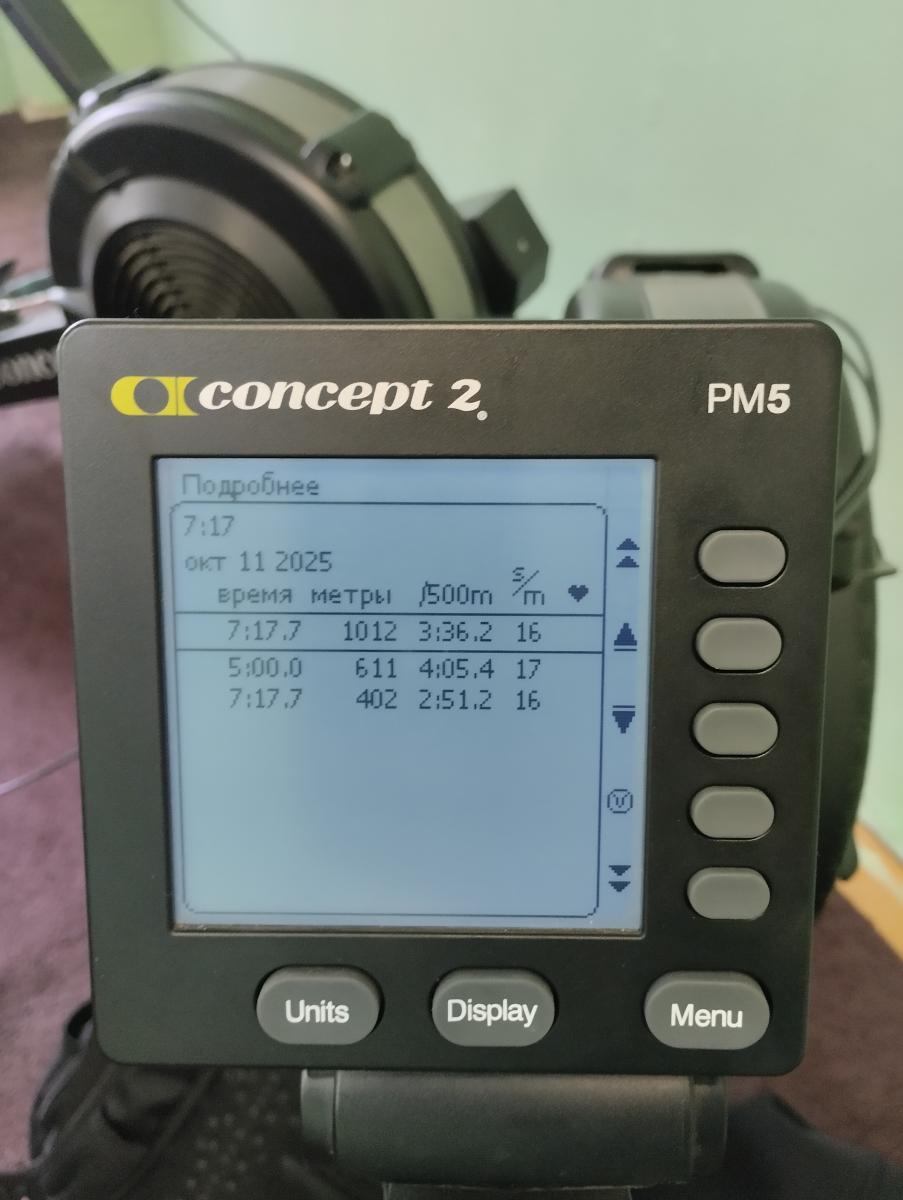 concept 2.
PM5
Подробнее
7:17
окт 11 2025
время метры /500m s/m ♥
7:17.7 1012 3:36.2 16
5:00.0 611 4:05.4 17
7:17.7 402 2:51.2 16
Units Display Menu